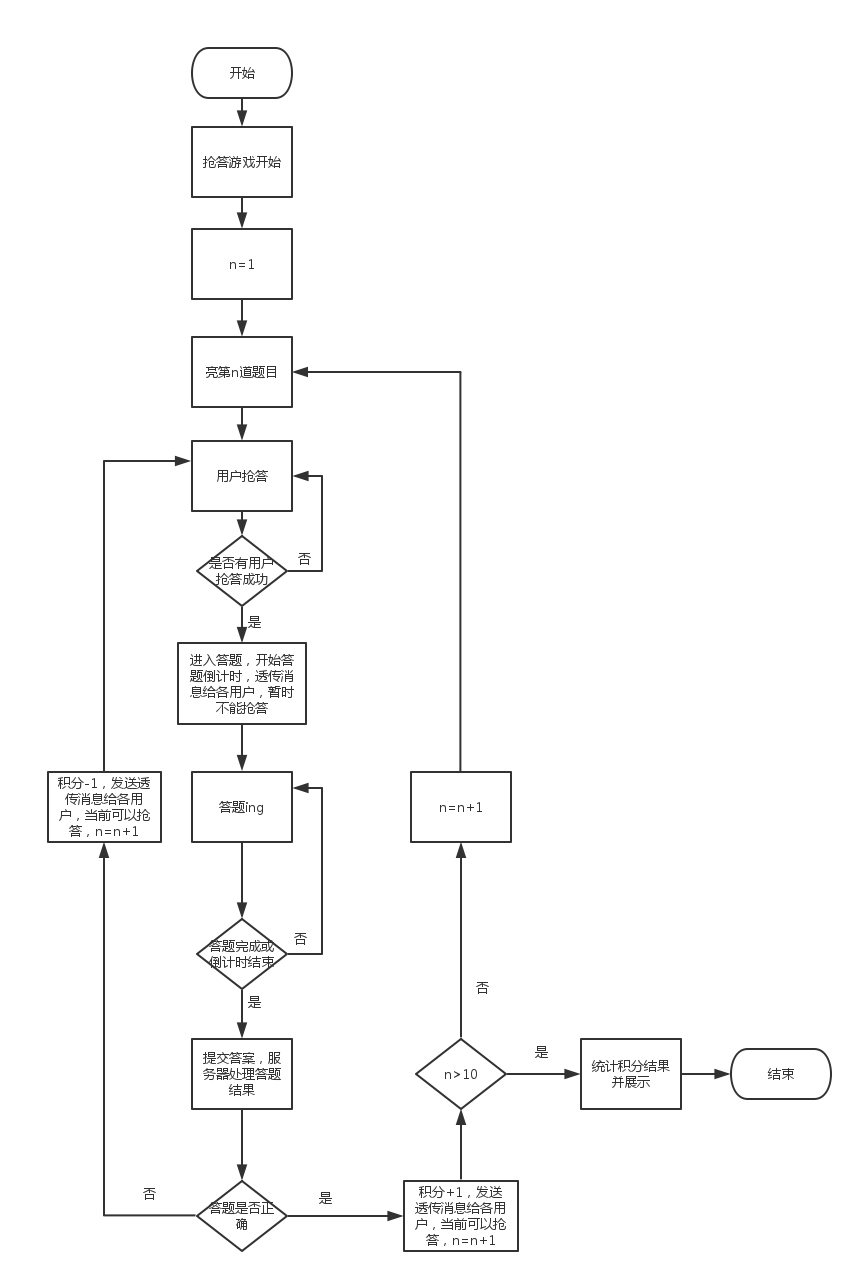 开始
抢答游戏开始
n=1
亮第n道题目
用户抢答
是否有用户
抢答成功
否
是
进入答题，开始答
题倒计时，透传消
息给各用户，暂时
不能抢答
积分-1，发送透
传消息给各用
户，当前可以抢
答，n=n+1
答题ing
n=n+1
答题完成或
倒计时结束
否
是
否
提交答案，服
务器处理答题
结果
n>10
是
统计积分结果
并展示
结束
答题是否正
确
否
是
积分+1，发送
透传消息给各用
户，当前可以抢
答，n=n+1